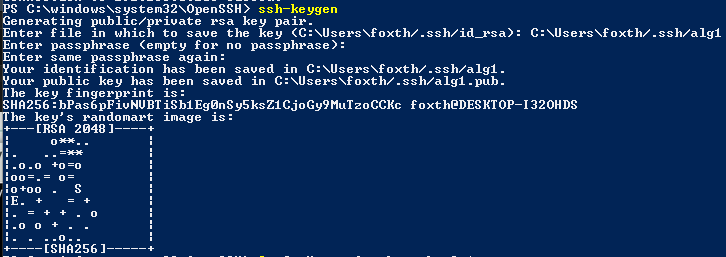 PS C:\windows\system32\OpenSSH> ssh-keygen
Generating public/private rsa key pair.
Enter file in which to save the key (C:\Users\foxth/.ssh/id_rsa): C:\Users\foxth/.ssh/alg1
Enter passphrase (empty for no passphrase):
Enter same passphrase again:
Your identification has been saved in C:\Users\foxth/.ssh/alg1.
Your public key has been saved in C:\Users\foxth/.ssh/alg1.pub.
The key fingerprint is:
SHA256:bPas6pFivNVBTiSb1Eg0nSy5ksZ1CjoGy9MuTzoCCKc foxth@DESKTOP-I32OHDS
The key's randomart image is:
+---[RSA 2048]----+
|      o**..      |
|.    ..=**       |
|.o.o +o=o        |
|oo=.= o=         |
|o+oo .  S        |
|E. +   = +       |
|. = + + . o      |
|.o o + . .       |
|. . ..o..        |
+----[SHA256]-----+